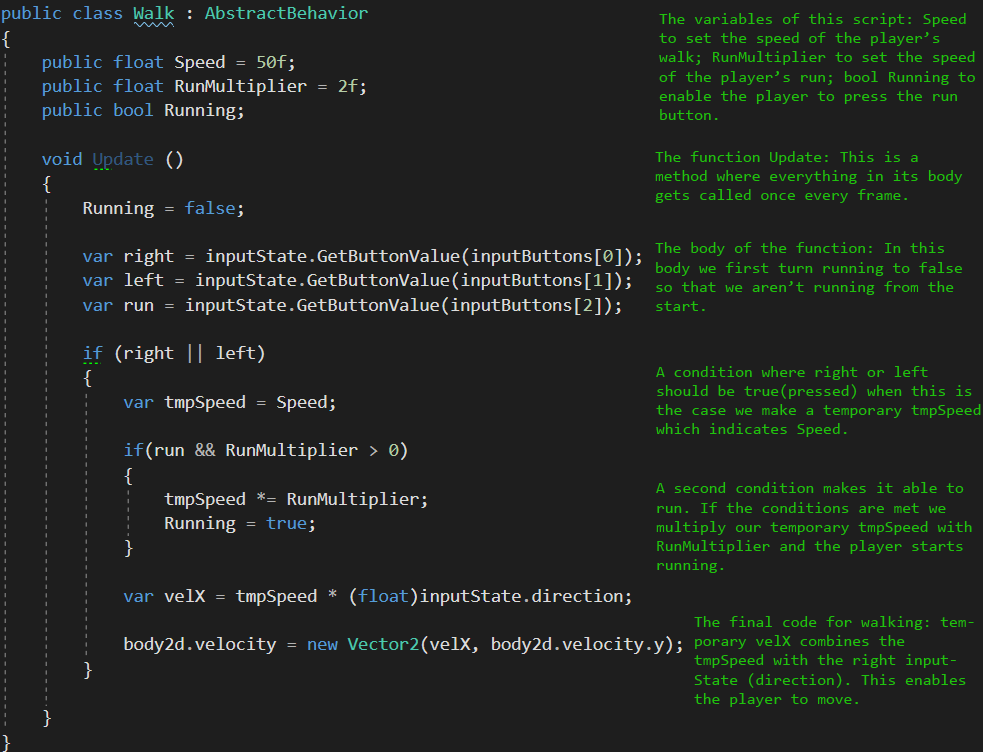 public class Walk : AbstractBehavior
{
public float Speed = 50f;
public float RunMultiplier = 2f;
public bool Running;
void Update ()
{
Running = false;
var right = inputState.GetButtonValue(inputButtons[0]);
var left = inputState.GetButtonValue(inputButtons[1]);
var run = inputState.GetButtonValue(inputButtons[2]);
if (right || left)
{
var tmpSpeed = Speed;
if(run && RunMultiplier > 0)
{
tmpSpeed *= RunMultiplier;
Running = true;
}
var velX = tmpSpeed * (float)inputState.direction;
body2d.velocity = new Vector2(velX, body2d.velocity.y);
}
}
}
The variables of this script: Speed
to set the speed of the player’s
walk; RunMultiplier to set the speed
of the player’s run; bool Running to
enable the player to press the run
button.
The function Update: This is a
method where everything in its body
gets called once every frame.
The body of the function: In this
body we first turn running to false
so that we aren’t running from the
start.
A condition where right or left
should be true(pressed) when this is
the case we make a temporary tmpSpeed
which indicates Speed.
A second condition makes it able to
run. If the conditions are met we
multiply our temporary tmpSpeed with
RunMultiplier and the player starts
running.
The final code for walking: tem-
porary velX combines the
tmpSpeed with the right input-
State (direction). This enables
the player to move.